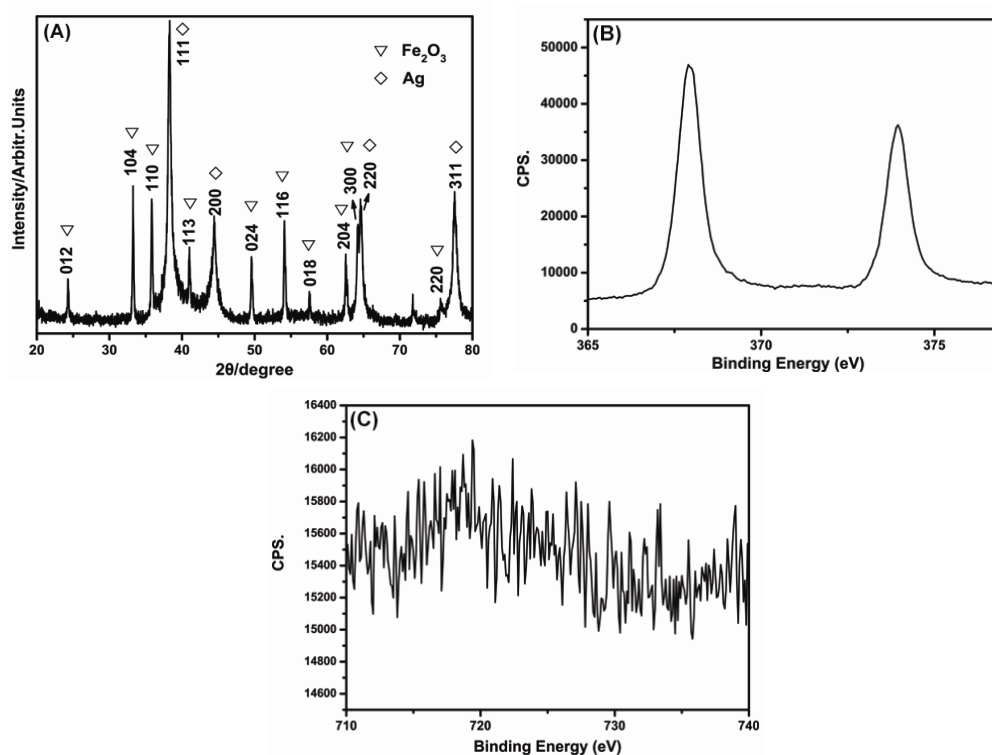 (A)
▽ Fe₂O₃
◇ Ag
012
104
110
111
113
200
024
116
018
204
300
220
220
311
Intensity/Arbitr.Units
20 30 40 50 60 70 80
2θ/degree
(B)
50000
40000
30000
20000
10000
0
CPS.
365 370 375
Binding Energy (eV)
(C)
16400
16200
16000
15800
15600
15400
15200
15000
14800
14600
CPS.
710 720 730 740
Binding Energy (eV)